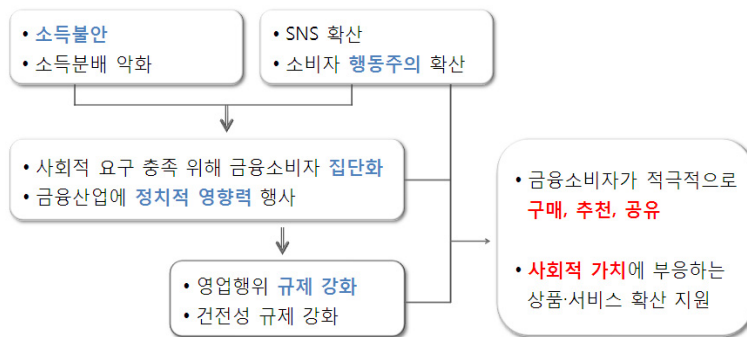 • 소득불안
• 소득분배 악화
• SNS 확산
• 소비자 행동주의 확산
• 사회적 요구 충족 위해 금융소비자 집단화
• 금융산업에 정치적 영향력 행사
• 영업행위 규제 강화
• 건전성 규제 강화
• 금융소비자가 적극적으로
구매, 추천, 공유
• 사회적 가치에 부응하는
상품·서비스 확산 지원